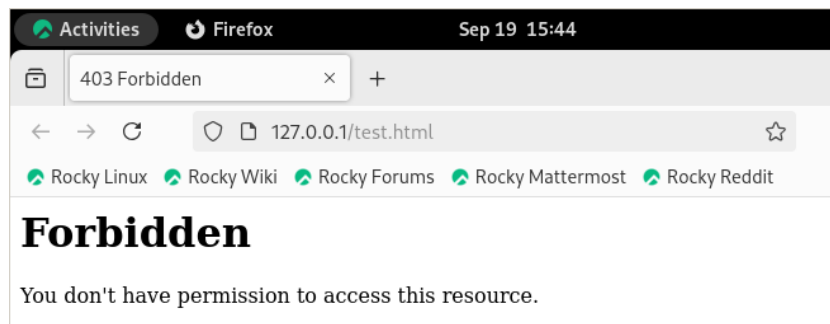 Activities Firefox Sep 19 15:44
403 Forbidden
127.0.0.1/test.html
Rocky Linux Rocky Wiki Rocky Forums Rocky Mattermost Rocky Reddit
Forbidden
You don't have permission to access this resource.